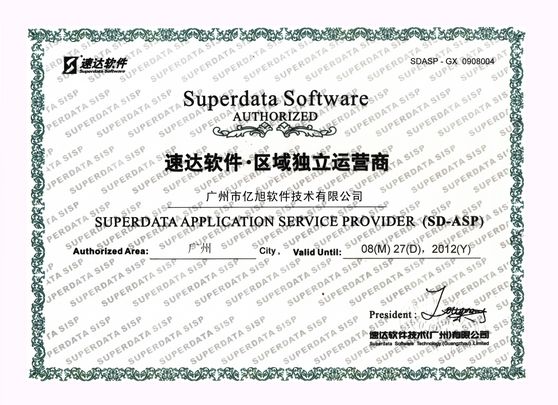 速达软件
Superdata Software
SDASP - GX 0908004
Superdata Software
AUTHORIZED
速达软件·区域独立运营商
广州市亿旭软件技术有限公司
SUPERDATA APPLICATION SERVICE PROVIDER (SD-ASP)
Authorized Area: 广州 City, Valid Until: 08(M) 27(D), 2012(Y)
President:
速达软件技术(广州)有限公司
Superdata Software Technology(Guangzhou) Limited
SUPERDATA SISP